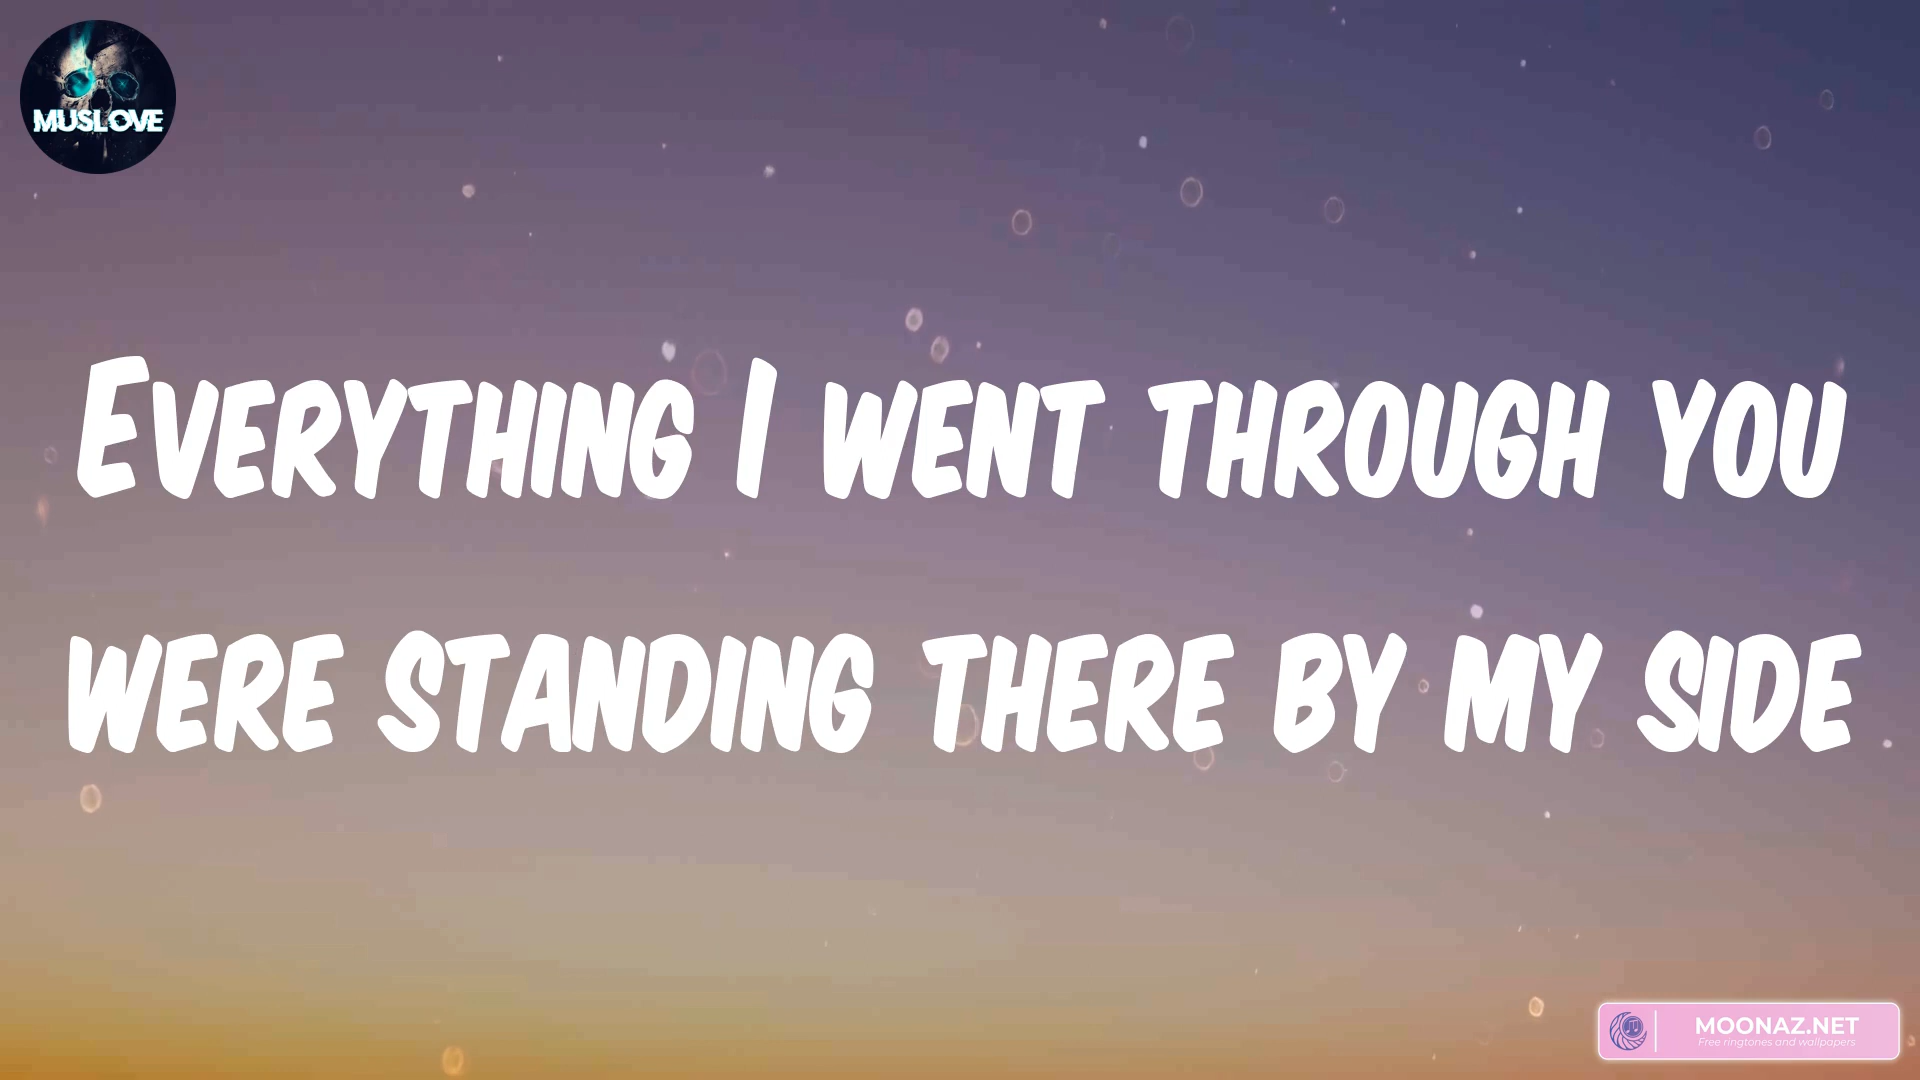 MUSLOVE
Everything I went through you
were standing there by my side
MOONAZ.NET
Free ringtones and wallpapers